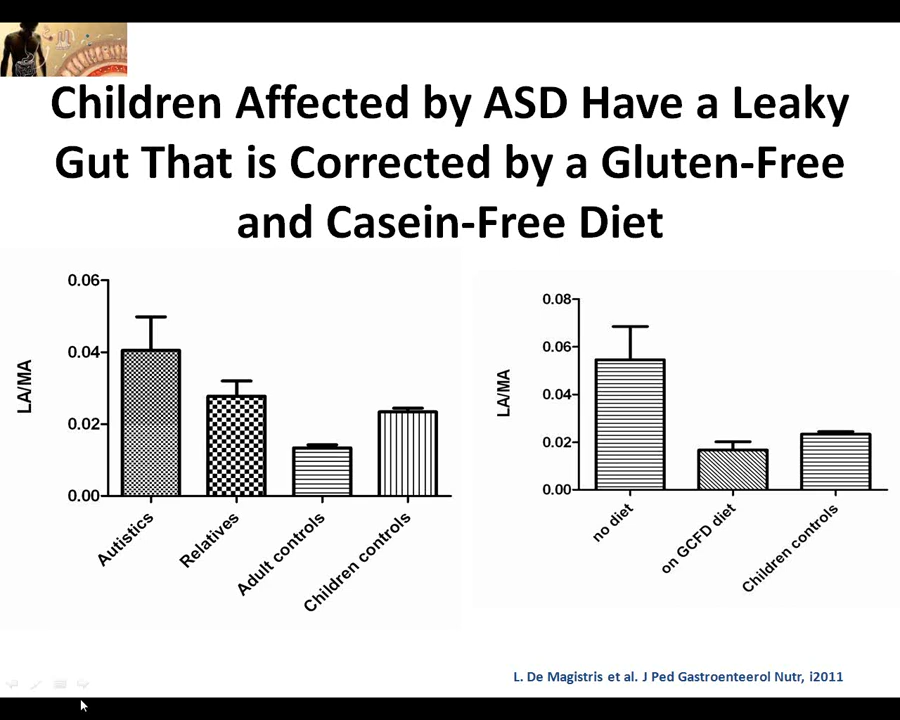 Children Affected by ASD Have a Leaky
Gut That is Corrected by a Gluten-Free
and Casein-Free Diet
0.06
0.04
0.02
0.00
LA/MA
Autistics
Relatives
Adult controls
Children controls
0.08
0.06
0.04
0.02
0.00
LA/MA
no diet
on GCFD diet
Children controls
L. De Magistris et al. J Ped Gastroenteerol Nutr, i2011